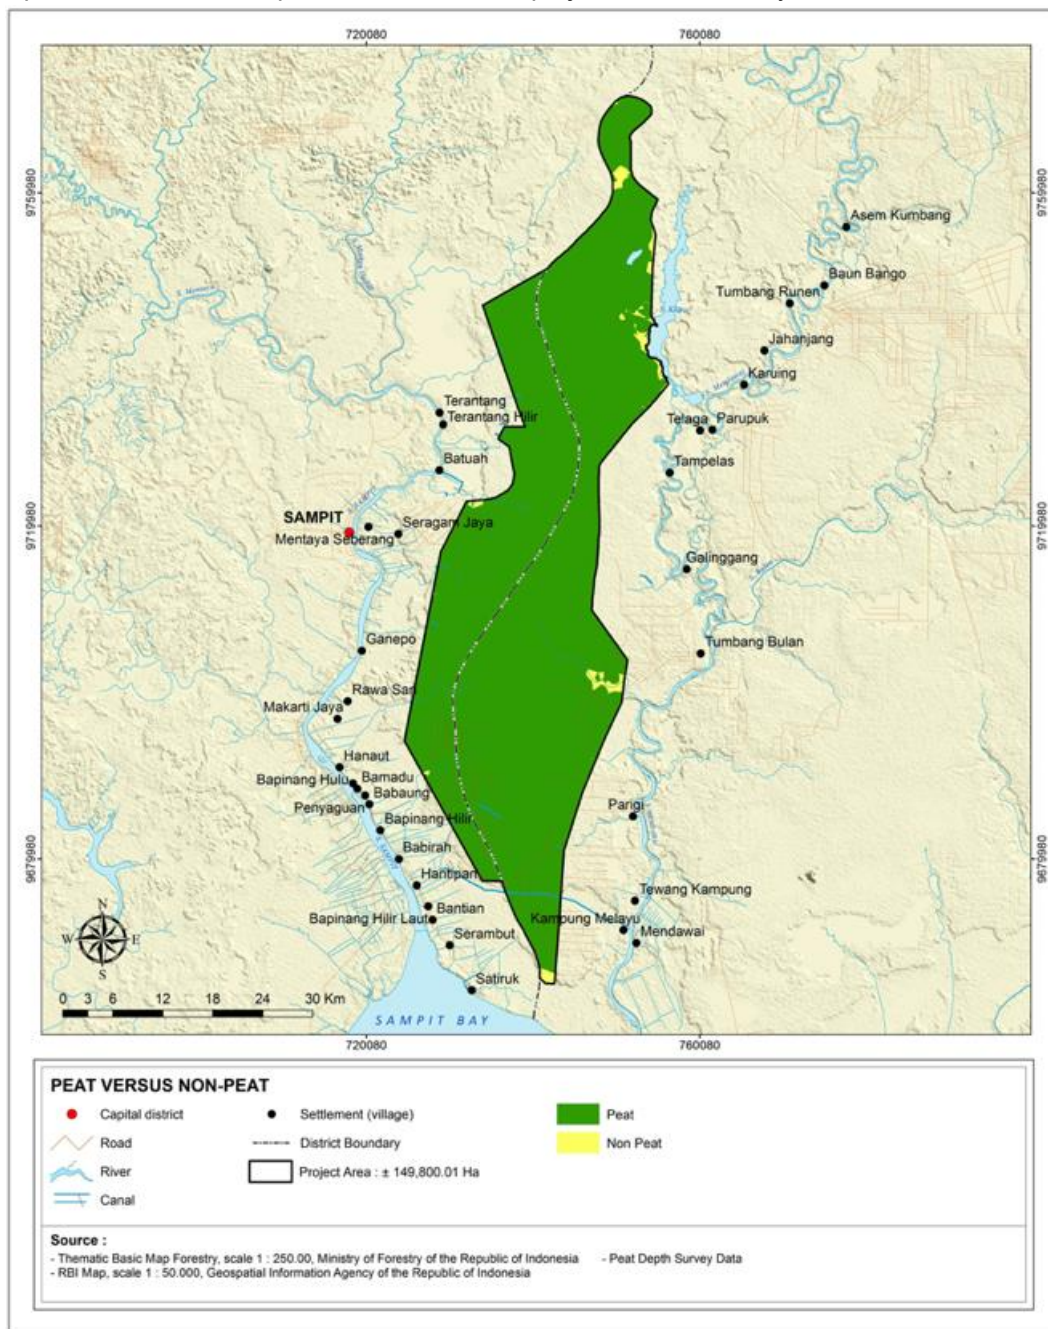 720080
760080
9759980
9759980
Asem Kumbang
Baun Bango
Tumbang Runen
Jahanjang
Karuing
Terantang
Terantang Hilir
Telaga
Parupuk
Batuah
Tampelas
SAMPIT
Seragam Jaya
Mentaya Seberang
9719980
9719980
Galinggang
Ganepo
Tumbang Bulan
Rawa Sari
Makarti Jaya
Hanaut
Bapinang Hulu
Bamadu
Babaung
Penyaguan
Parigi
Bapinang Hilir
S. SAMPIT
Babirah
9679980
9679980
Hantipan
Tewang Kampung
Bantian
Bapinang Hilir Laut
Kampung Melayu
Serambut
Mendawai
N
W
E
S
Satiruk
0 3 6 12 18 24 30 Km
SAMPIT BAY
720080
760080
PEAT VERSUS NON-PEAT
Capital district
Settlement (village)
Peat
Road
District Boundary
Non Peat
River
Project Area : ± 149,800.01 Ha
Canal
Source :
- Thematic Basic Map Forestry, scale 1 : 250.00, Ministry of Forestry of the Republic of Indonesia - Peat Depth Survey Data
- RBI Map, scale 1 : 50.000, Geospatial Information Agency of the Republic of Indonesia